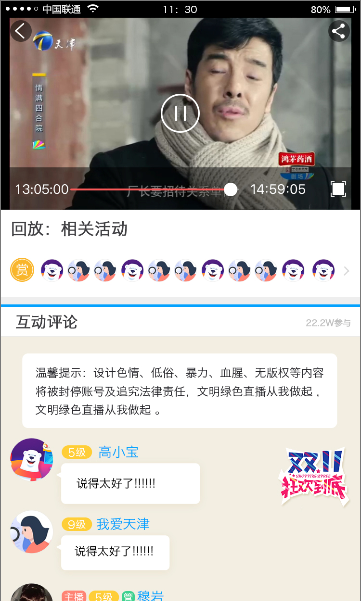 中国联通 11: 30 80%
天津
情满四合院
鸿茅药酒
13:05:00 厂长要招待关系单 14:59:05
回放：相关活动
赏
互动评论 22.2W参与
温馨提示：设计色情、低俗、暴力、血腥、无版权等内容
将被封停账号及追究法律责任，文明绿色直播从我做起，
文明绿色直播从我做起 。
5级 高小宝
说得太好了!!!!!!
双11
狂欢到底
9级 我爱天津
说得太好了!!!!!!
主播 5级 管 穆岩